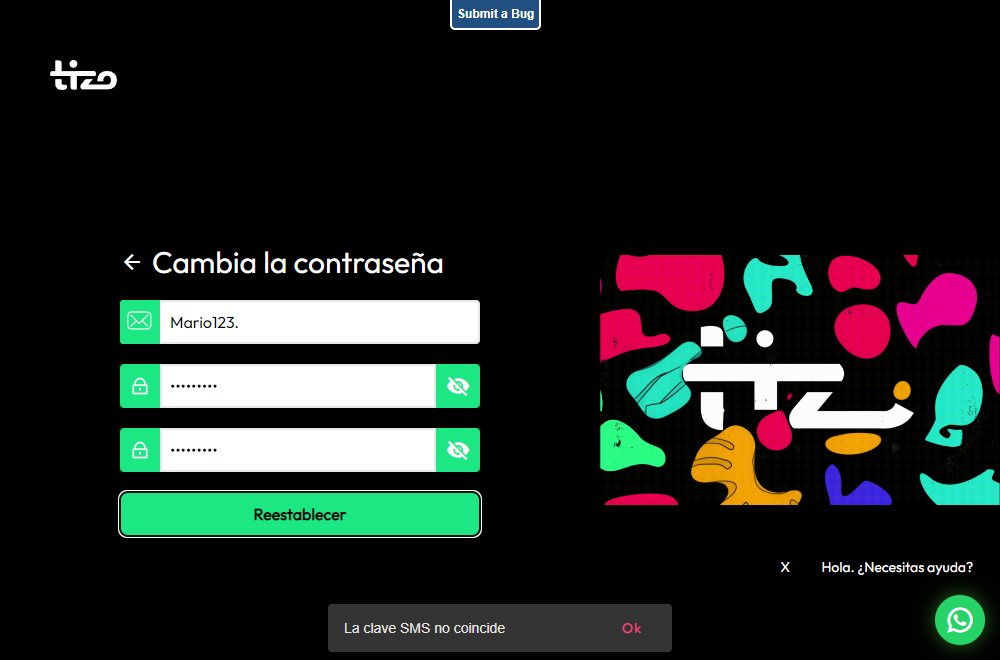 Submit a Bug
tizo
← Cambia la contraseña
Mario123.
•••••••••
•••••••••
Reestablecer
tizo
X Hola. ¿Necesitas ayuda?
La clave SMS no coincide Ok